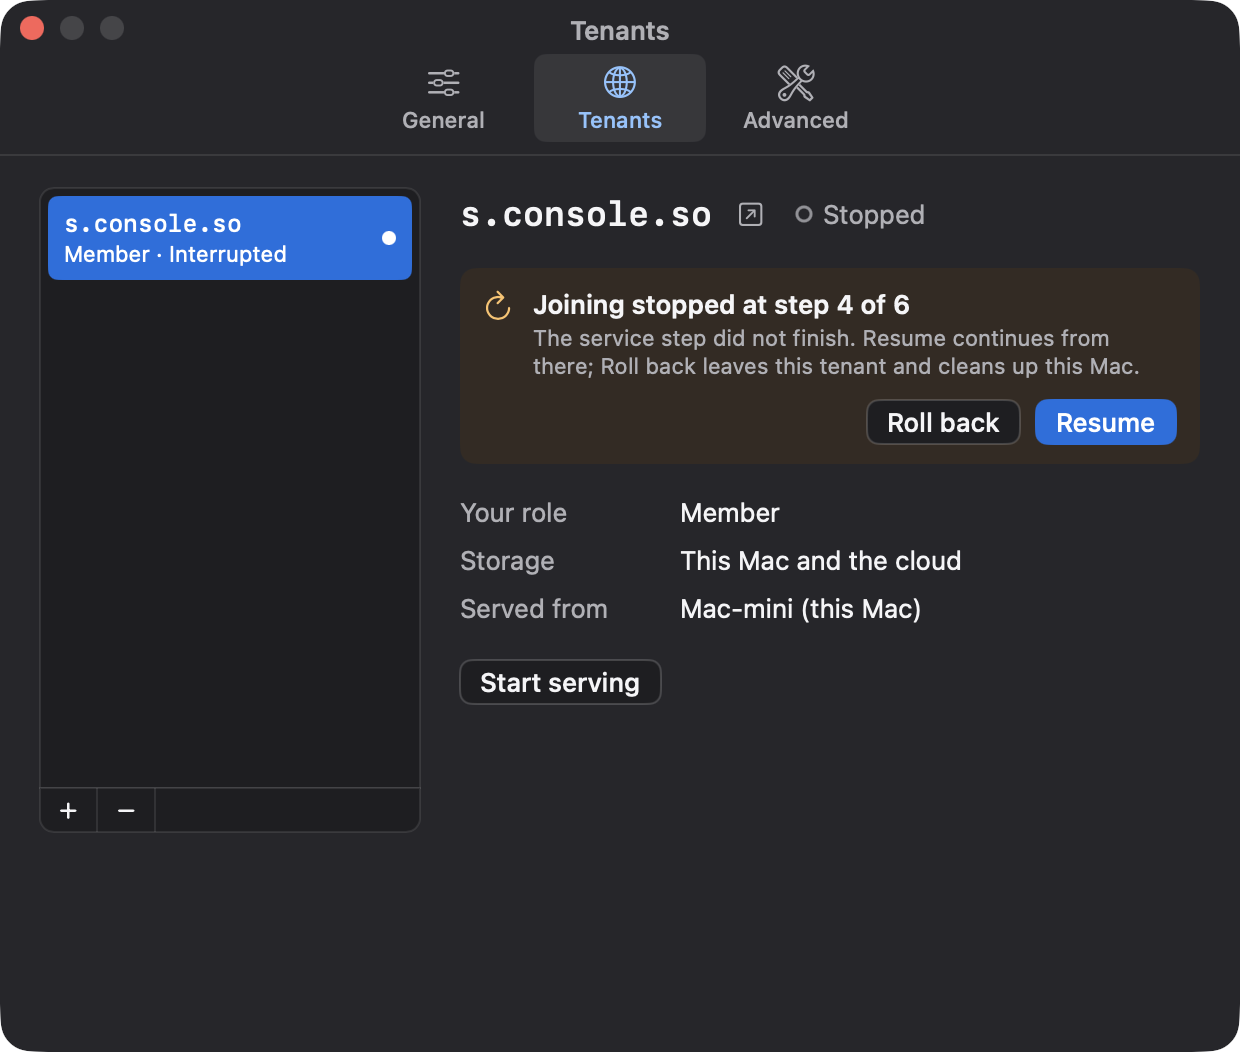 Tenants
General
Tenants
Advanced
s.console.so
Member · Interrupted
s.console.so
Stopped
Joining stopped at step 4 of 6
The service step did not finish. Resume continues from
there; Roll back leaves this tenant and cleans up this Mac.
Roll back
Resume
Your role
Member
Storage
This Mac and the cloud
Served from
Mac-mini (this Mac)
Start serving
+
−